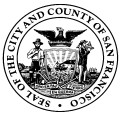 SEAL OF THE CITY AND COUNTY OF SAN FRANCISCO